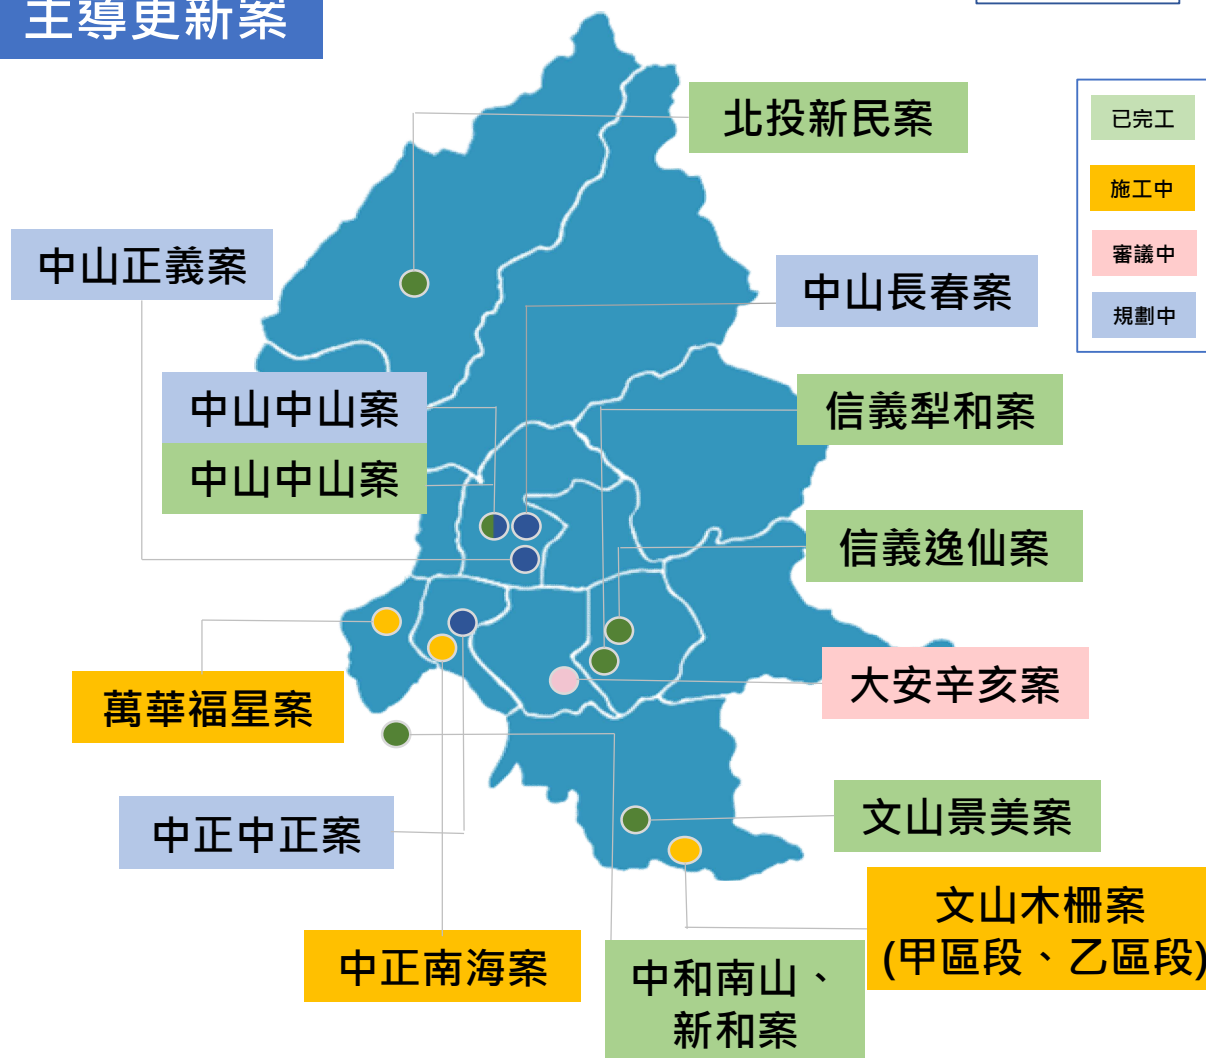 主導更新案
北投新民案
已完工
施工中
審議中
規劃中
中山正義案
中山長春案
中山中山案
中山中山案
信義犁和案
信義逸仙案
大安辛亥案
萬華福星案
中正中正案
文山景美案
文山木柵案
(甲區段、乙區段)
中正南海案
中和南山、
新和案